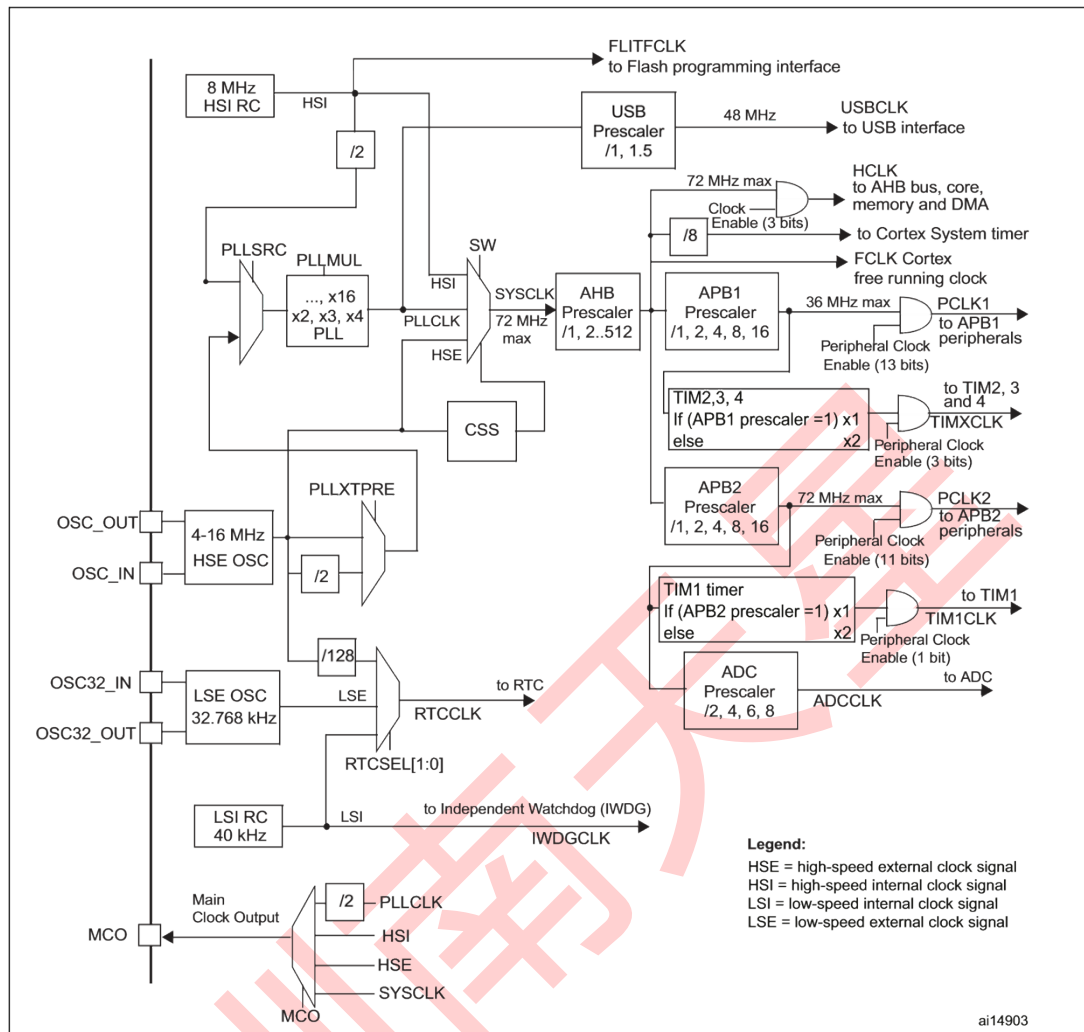 FLITFCLK
to Flash programming interface
8 MHz
HSI RC
HSI
/2
USB
Prescaler
/1, 1.5
48 MHz
USBCLK
to USB interface
72 MHz max
Clock
Enable (3 bits)
HCLK
to AHB bus, core,
memory and DMA
/8
to Cortex System timer
FCLK Cortex
free running clock
PLLSRC
PLLMUL
..., x16
x2, x3, x4
PLL
SW
HSI
PLLCLK
HSE
SYSCLK
72 MHz
max
AHB
Prescaler
/1, 2..512
APB1
Prescaler
/1, 2, 4, 8, 16
36 MHz max
PCLK1
to APB1
peripherals
Peripheral Clock
Enable (13 bits)
TIM2,3, 4
If (APB1 prescaler =1) x1
else x2
to TIM2, 3
and 4
TIMXCLK
Peripheral Clock
Enable (3 bits)
CSS
APB2
Prescaler
/1, 2, 4, 8, 16
72 MHz max
PCLK2
to APB2
peripherals
Peripheral Clock
Enable (11 bits)
TIM1 timer
If (APB2 prescaler =1) x1
else x2
to TIM1
TIM1CLK
Peripheral Clock
Enable (1 bit)
ADC
Prescaler
/2, 4, 6, 8
to ADC
ADCCLK
PLLXTPRE
OSC_OUT
OSC_IN
4-16 MHz
HSE OSC
/2
/128
OSC32_IN
OSC32_OUT
LSE OSC
32.768 kHz
LSE
to RTC
RTCCLK
RTCSEL[1:0]
LSI RC
40 kHz
LSI
to Independent Watchdog (IWDG)
IWDGCLK
Main
Clock Output
MCO
/2
PLLCLK
HSI
HSE
SYSCLK
MCO
Legend:
HSE = high-speed external clock signal
HSI = high-speed internal clock signal
LSI = low-speed internal clock signal
LSE = low-speed external clock signal
ai14903
南天星